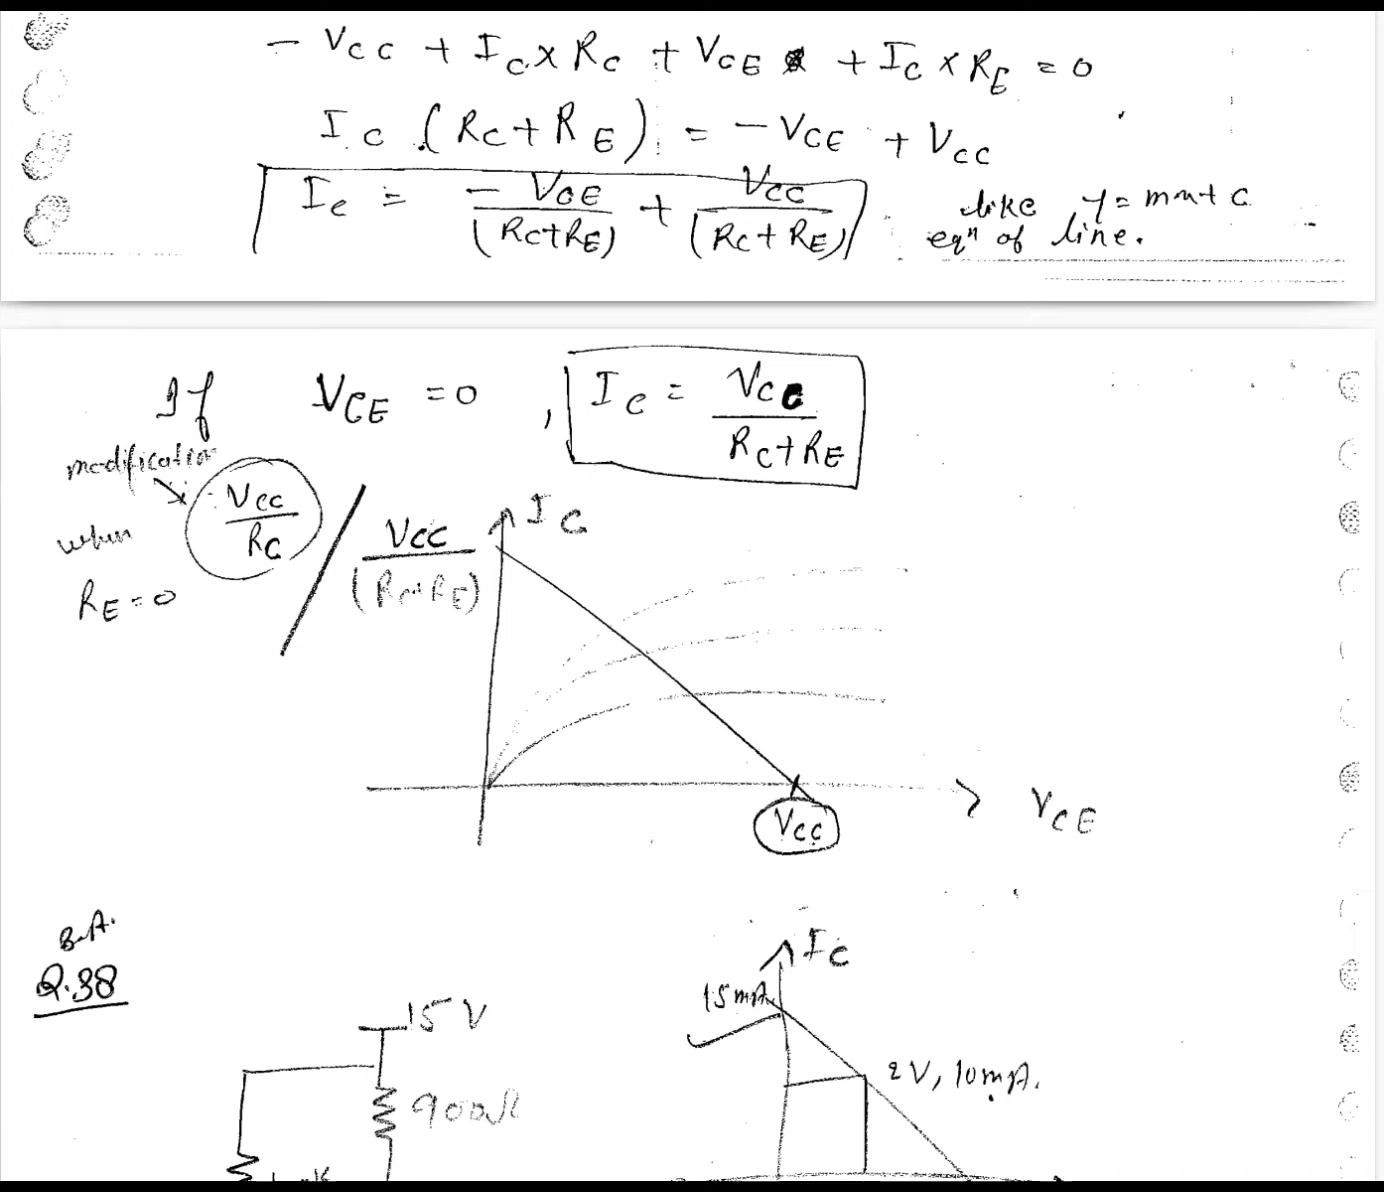 - VCC + IC x RC + VCE + IC x RE = 0
IC (RC + RE) = - VCE + VCC
IC = - VCE/(RC+RE) + VCC/(RC+RE) like y = mx + c
eqn of line.
If VCE = 0, IC = VCC/(RC+RE)
modification
when
RE = 0
VCC/RC / VCC/(RC+RE)
IC
VCC
VCE
Q.38
15 V
900Ω
IC
15mA
2V, 10mA.